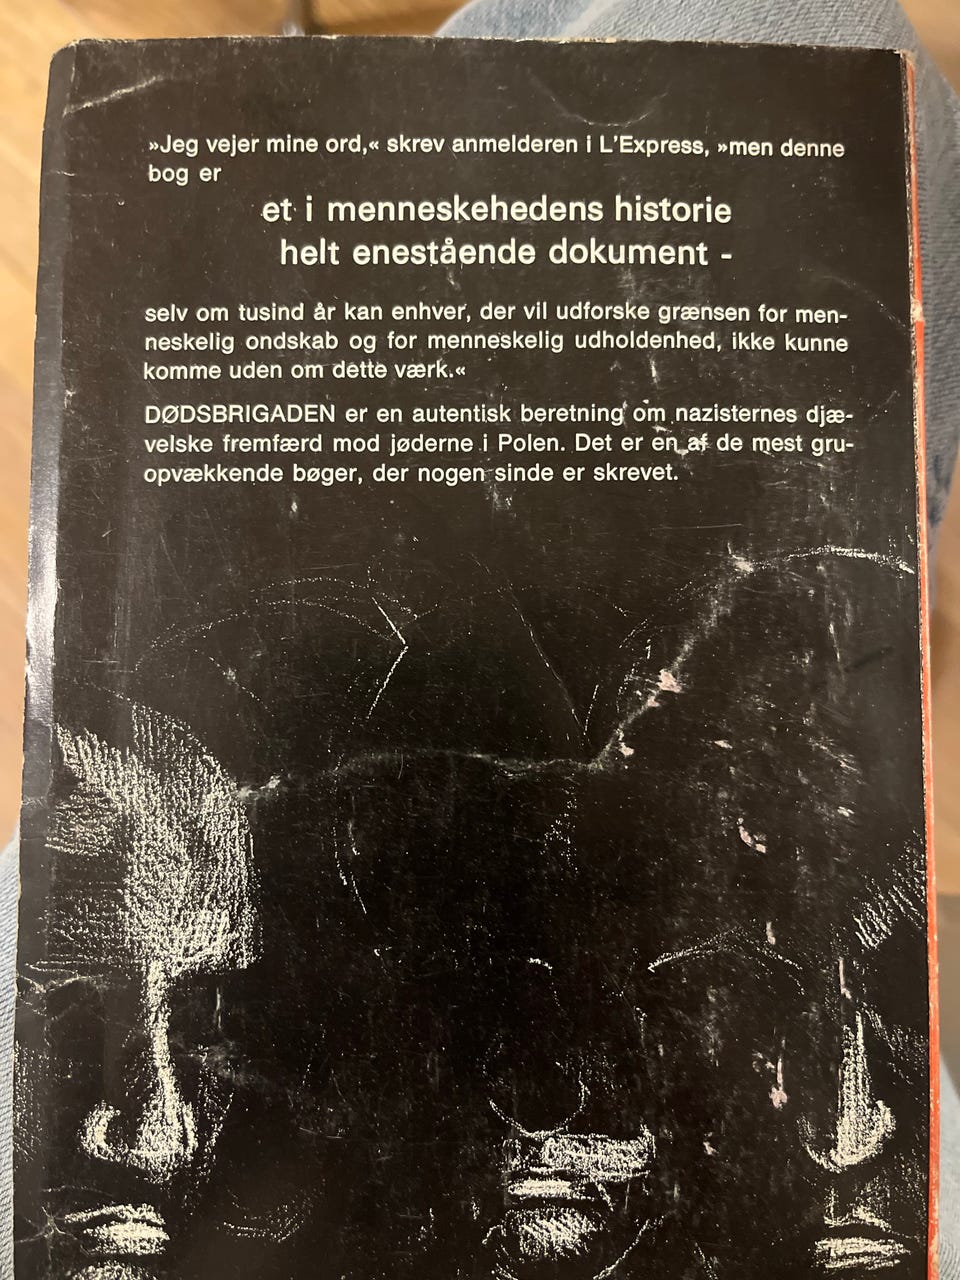 »Jeg vejer mine ord,« skrev anmelderen i L'Express, »men denne
bog er
et i menneskehedens historie
helt enestående dokument -
selv om tusind år kan enhver, der vil udforske grænsen for men-
neskelig ondskab og for menneskelig udholdenhed, ikke kunne
komme uden om dette værk.«
DØDSBRIGADEN er en autentisk beretning om nazisternes djæ-
velske fremfærd mod jøderne i Polen. Det er en af de mest gru-
opvækkende bøger, der nogen sinde er skrevet.